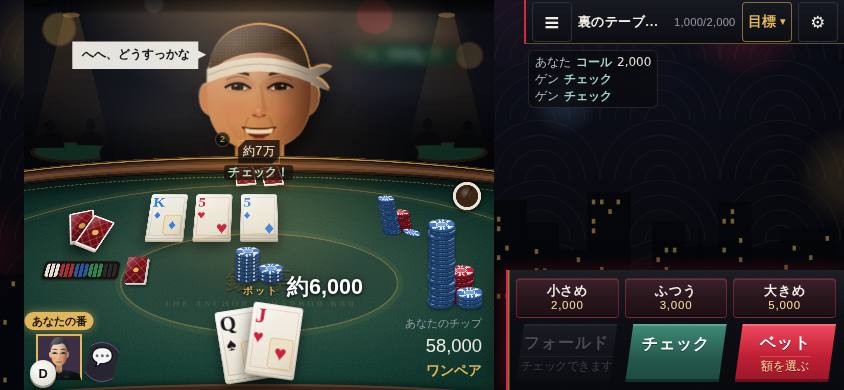 へへ、どうすっかな
2
約7万
チェック！
K
5
5
ポット 約6,000
あなたの番
D
Q
J
あなたのチップ
58,000
ワンペア
裏のテーブ…
1,000/2,000
目標 ▾
あなた コール 2,000
ゲン チェック
ゲン チェック
小さめ
2,000
ふつう
3,000
大きめ
5,000
フォールド
チェックできます
チェック
ベット
額を選ぶ